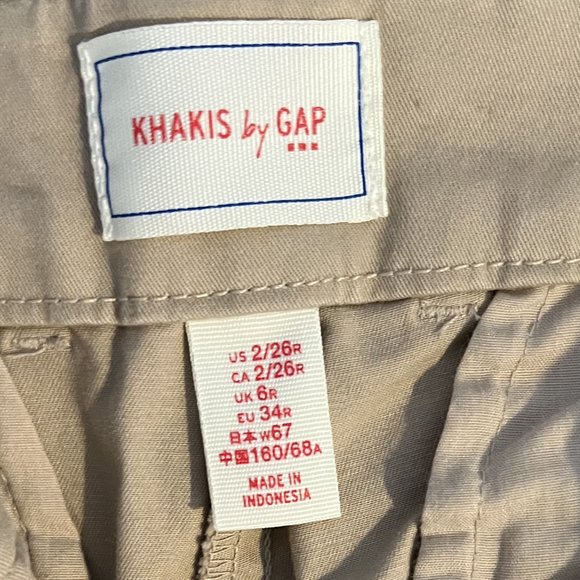 KHAKIS by GAP
US 2/26R
CA 2/26R
UK 6R
EU 34R
日本 W67
中国 160/68A
MADE IN
INDONESIA